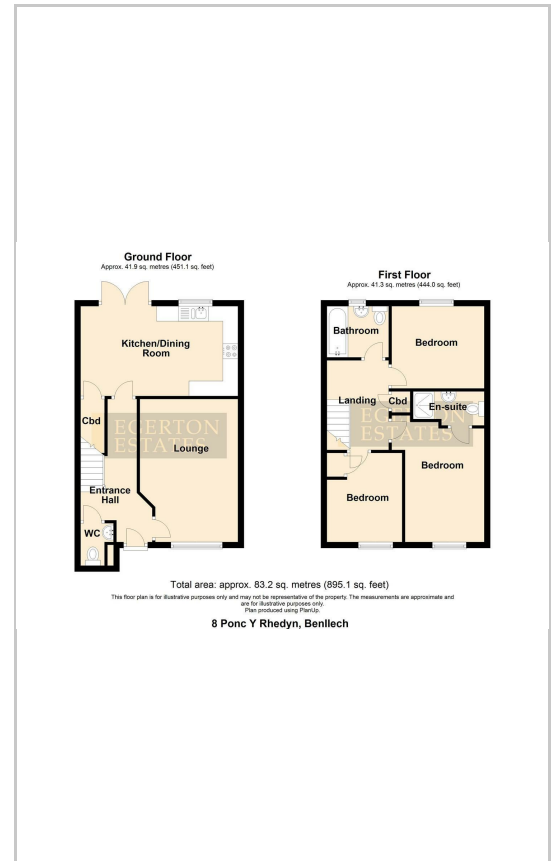 Ground Floor
Approx. 41.9 sq. metres (451.1 sq. feet)
Kitchen/Dining
Room
Cbd
EGERTON
ESTATES
Lounge
Entrance
Hall
WC
First Floor
Approx. 41.3 sq. metres (444.0 sq. feet)
Bathroom
Bedroom
Landing
Cbd
En-suite
EGERTON
ESTATES
Bedroom
Bedroom
Total area: approx. 83.2 sq. metres (895.1 sq. feet)
This floor plan is for illustrative purposes only and may not be representative of the property. The measurements are approximate and
are for illustrative purposes only.
Plan produced using PlanUp.
8 Ponc Y Rhedyn, Benllech